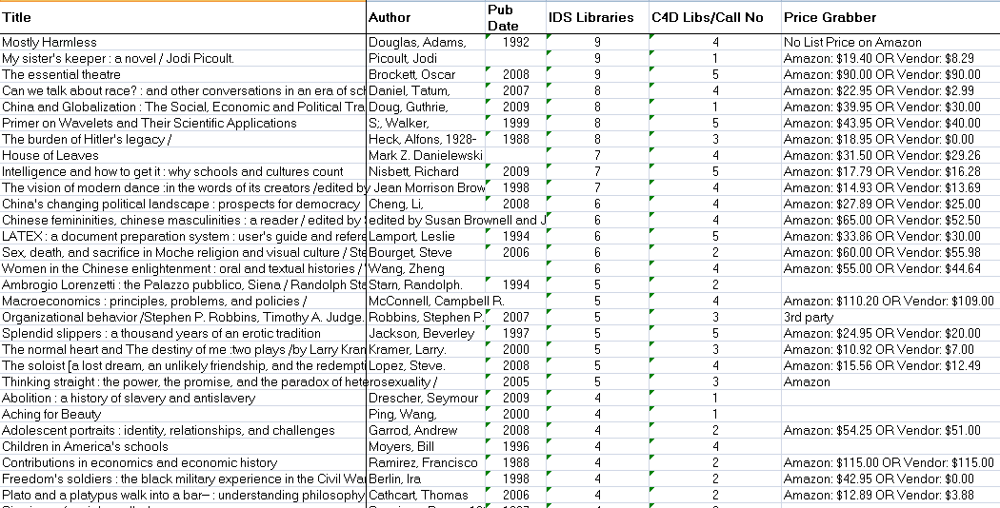 Title Author Pub Date IDS Libraries C4D Libs/Call No Price Grabber
Mostly Harmless Douglas, Adams, 1992 9 4 No List Price on Amazon
My sister's keeper : a novel / Jodi Picoult. Picoult, Jodi 9 1 Amazon: $19.40 OR Vendor: $8.29
The essential theatre Brockett, Oscar 2008 9 5 Amazon: $90.00 OR Vendor: $90.00
Can we talk about race? : and other conversations in an era of sch Daniel, Tatum, 2007 8 4 Amazon: $22.95 OR Vendor: $2.99
China and Globalization : The Social, Economic and Political Tra Doug, Guthrie, 2009 8 1 Amazon: $39.95 OR Vendor: $30.00
Primer on Wavelets and Their Scientific Applications S;, Walker, 1999 8 5 Amazon: $43.95 OR Vendor: $40.00
The burden of Hitler's legacy / Heck, Alfons, 1928- 1988 8 3 Amazon: $18.95 OR Vendor: $0.00
House of Leaves Mark Z. Danielewski 7 4 Amazon: $31.50 OR Vendor: $29.26
Intelligence and how to get it : why schools and cultures count Nisbett, Richard 2009 7 5 Amazon: $17.79 OR Vendor: $16.28
The vision of modern dance :in the words of its creators /edited by Jean Morrison Brow 1998 7 4 Amazon: $14.93 OR Vendor: $13.69
China's changing political landscape : prospects for democracy Cheng, Li, 2008 6 4 Amazon: $27.89 OR Vendor: $25.00
Chinese femininities, chinese masculinities : a reader / edited by edited by Susan Brownell and J 6 4 Amazon: $65.00 OR Vendor: $52.50
LATEX : a document preparation system : user's guide and refere Lamport, Leslie 1994 6 5 Amazon: $33.86 OR Vendor: $30.00
Sex, death, and sacrifice in Moche religion and visual culture / Ste Bourget, Steve 2006 6 2 Amazon: $60.00 OR Vendor: $55.98
Women in the Chinese enlightenment : oral and textual histories / Wang, Zheng 6 4 Amazon: $55.00 OR Vendor: $44.64
Ambrogio Lorenzetti : the Palazzo pubblico, Siena / Randolph Sta Starn, Randolph. 1994 5 2
Macroeconomics : principles, problems, and policies / McConnell, Campbell R. 5 4 Amazon: $110.20 OR Vendor: $109.00
Organizational behavior /Stephen P. Robbins, Timothy A. Judge. Robbins, Stephen P. 2007 5 3 3rd party
Splendid slippers : a thousand years of an erotic tradition Jackson, Beverley 1997 5 5 Amazon: $24.95 OR Vendor: $20.00
The normal heart and The destiny of me :two plays /by Larry Kran Kramer, Larry. 2000 5 3 Amazon: $10.92 OR Vendor: $7.00
The soloist [a lost dream, an unlikely friendship, and the redempti Lopez, Steve. 2008 5 4 Amazon: $15.56 OR Vendor: $12.49
Thinking straight : the power, the promise, and the paradox of heterosexuality / 2005 5 3 Amazon
Abolition : a history of slavery and antislavery Drescher, Seymour 2009 4 1
Aching for Beauty Ping, Wang, 2000 4 1
Adolescent portraits : identity, relationships, and challenges Garrod, Andrew 2008 4 2 Amazon: $54.25 OR Vendor: $51.00
Children in America's schools Moyers, Bill 1996 4 4
Contributions in economics and economic history Ramirez, Francisco 1988 4 2 Amazon: $115.00 OR Vendor: $115.00
Freedom's soldiers : the black military experience in the Civil War Berlin, Ira 1998 4 2 Amazon: $42.95 OR Vendor: $0.00
Plato and a platypus walk into a bar-- : understanding philosophy Cathcart, Thomas 2006 4 2 Amazon: $12.89 OR Vendor: $3.88